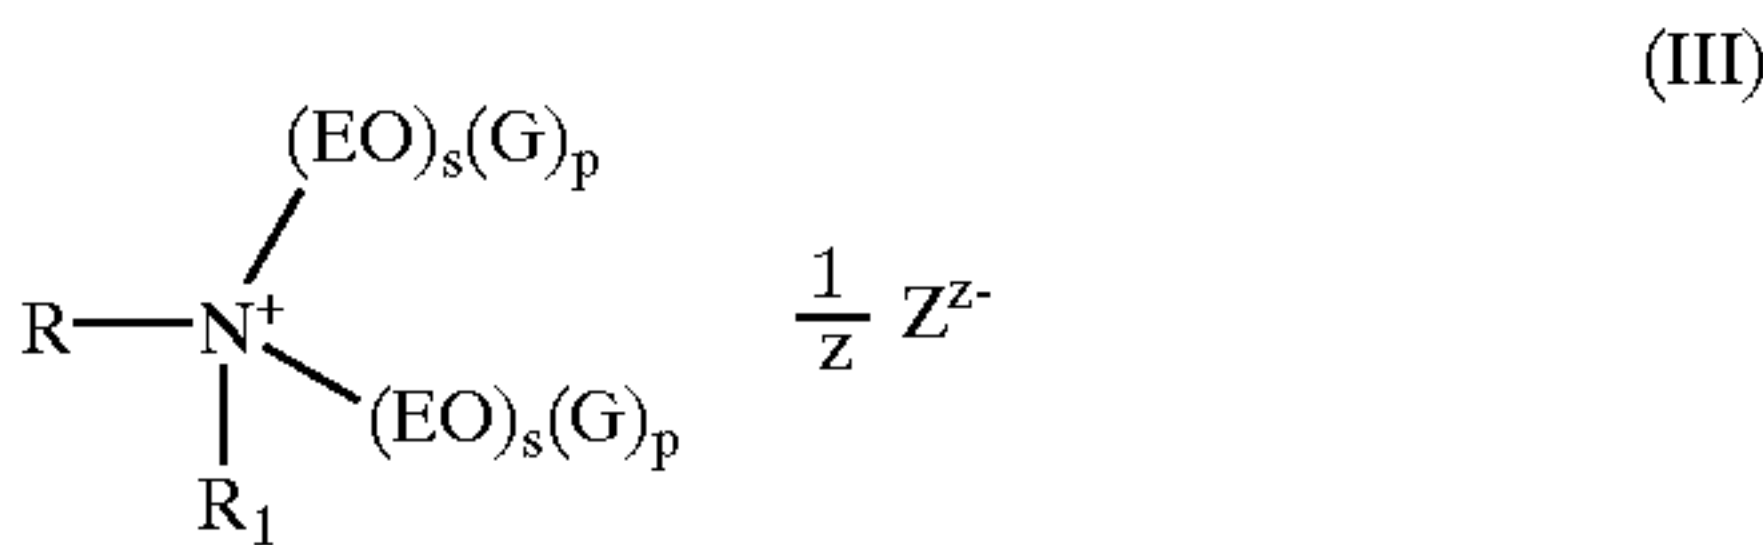 (III)
(EO)s(G)p
R—N+
1/z Zz-
(EO)s(G)p
R1